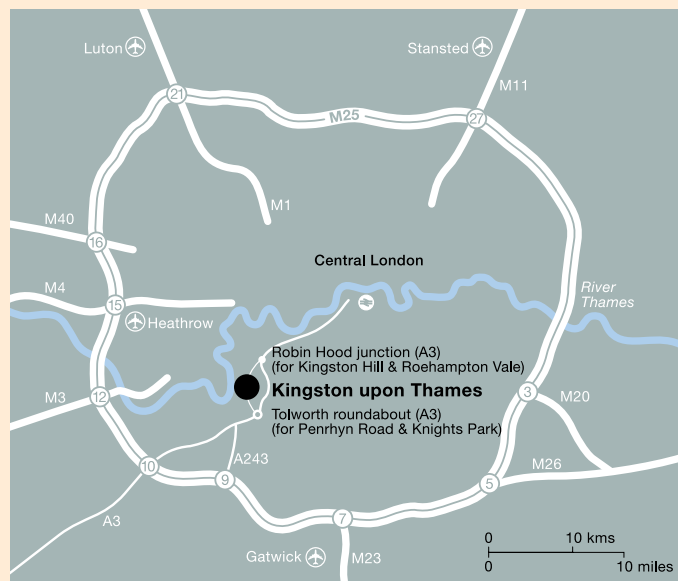 Luton
Stansted
M11
21
M25
27
M1
M40
16
Central London
M4
15
River
Thames
Heathrow
Robin Hood junction (A3)
(for Kingston Hill & Roehampton Vale)
Kingston upon Thames
M3
12
3
M20
Tolworth roundabout (A3)
(for Penrhyn Road & Knights Park)
10
A243
9
M26
5
A3
7
Gatwick
M23
0 10 kms
0 10 miles